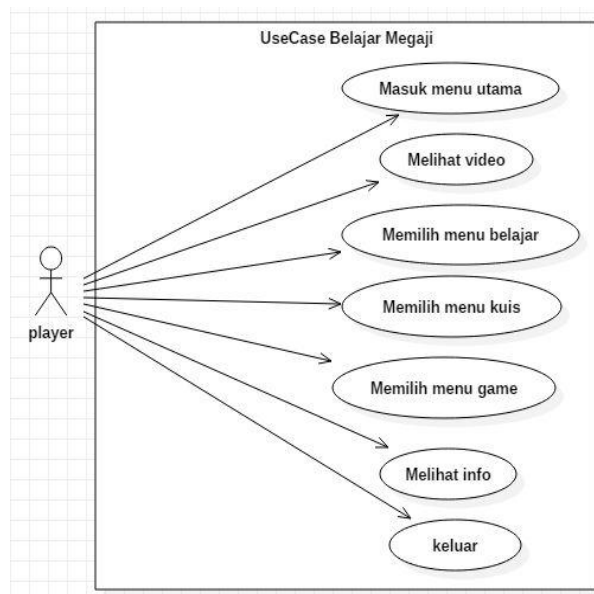 UseCase Belajar Megaji
Masuk menu utama
Melihat video
Memilih menu belajar
Memilih menu kuis
player
Memilih menu game
Melihat info
keluar